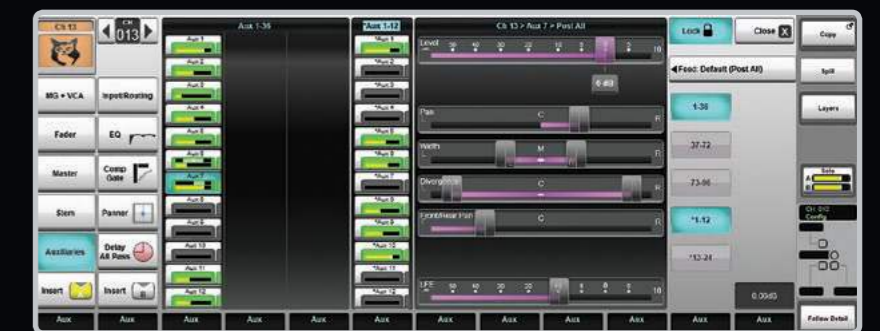 Ch 13
CH
013
Aux 1-36
*Aux 1-12
Ch 13 > Aux 7 > Post All
Lock
Close X
Copy
Feed: Default (Post All)
Spill
Layers
MG + VCA
Input/Routing
Fader
EQ
Master
Comp
Gate
Stem
Panner
Auxiliaries
Delay
All Pass
Insert A
Insert B
Aux 1
Aux 2
Aux 3
Aux 4
Aux 5
Aux 6
Aux 7
Aux 8
Aux 9
Aux 10
Aux 11
Aux 12
*Aux 1
*Aux 2
*Aux 3
*Aux 4
*Aux 5
*Aux 6
*Aux 7
*Aux 8
*Aux 9
*Aux 10
*Aux 11
*Aux 12
Level
10
0 dB
Pan
C
R
Width
L
M
R
Divergence
C
R
Front/Rear Pan
C
R
LFE
10
1-36
37-72
73-96
*1-12
*13-24
0.00dB
Solo
A
B
Config
Follow Detail
Aux Aux Aux Aux Aux Aux Aux Aux Aux Aux Aux Aux